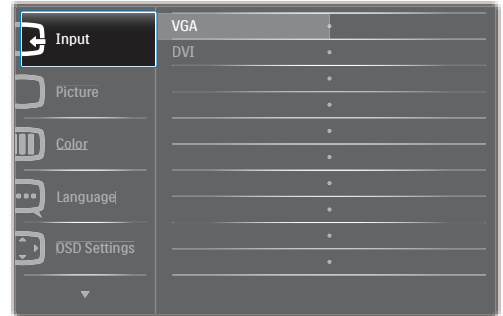 Input
VGA
DVI
Picture
Color
Language
OSD Settings